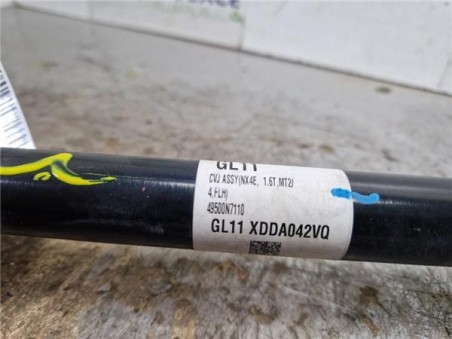 GL11
CVJ ASSY(NX4E, 1.6T,MT2/
4,FLH)
49500N7110
GL11 XDDA042VQ